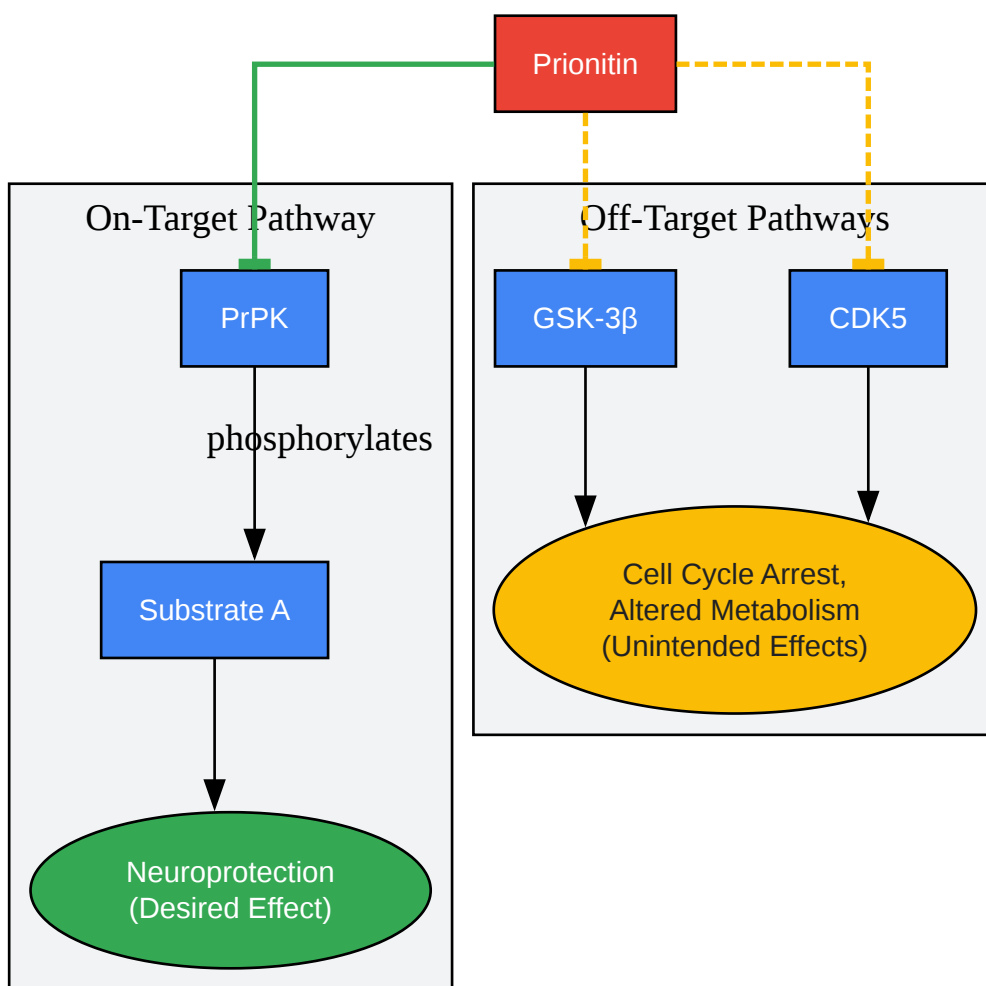 Prionitin
On-Target Pathway
Off-Target Pathways
PrPK
GSK-3β
CDK5
phosphorylates
Substrate A
Cell Cycle Arrest,
Altered Metabolism
(Unintended Effects)
Neuroprotection
(Desired Effect)